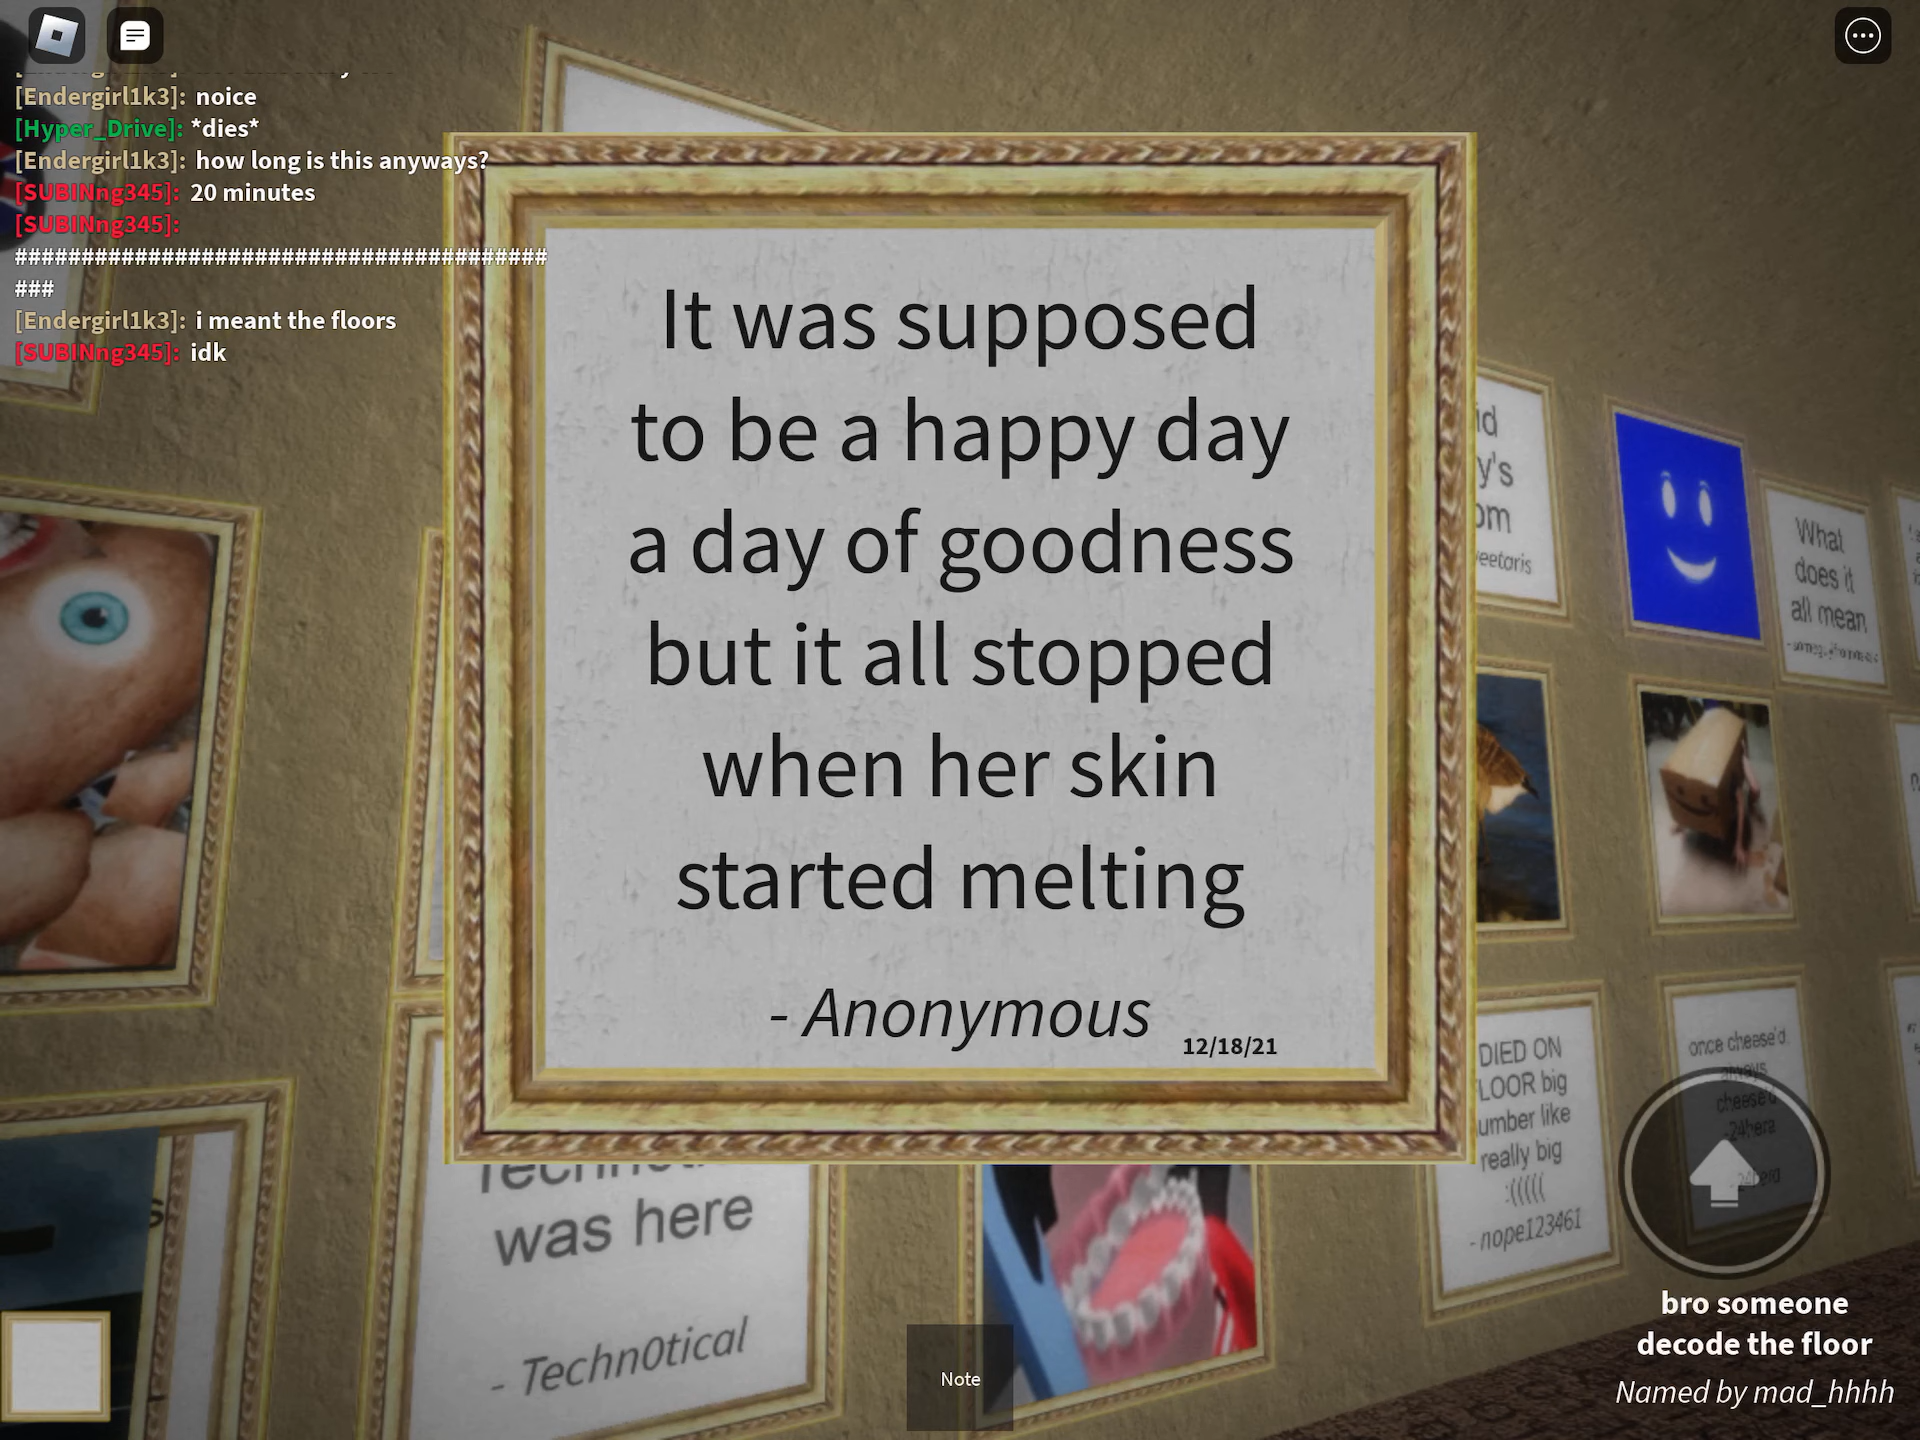 [Endergirl1k3]: noice
[Hyper_Drive]: *dies*
[Endergirl1k3]: how long is this anyways?
[SUBINng345]: 20 minutes
[SUBINng345]:
########################################
###
[Endergirl1k3]: i meant the floors
[SUBINng345]: idk
It was supposed
to be a happy day
a day of goodness
but it all stopped
when her skin
started melting
- Anonymous
12/18/21
What
does it
all mean
was here
- Techn0tical
DIED ON
big
like
really big
:(((((
- nope123461
once cheese'd
always
cheese'd
-24hera
Note
bro someone
decode the floor
Named by mad_hhhh